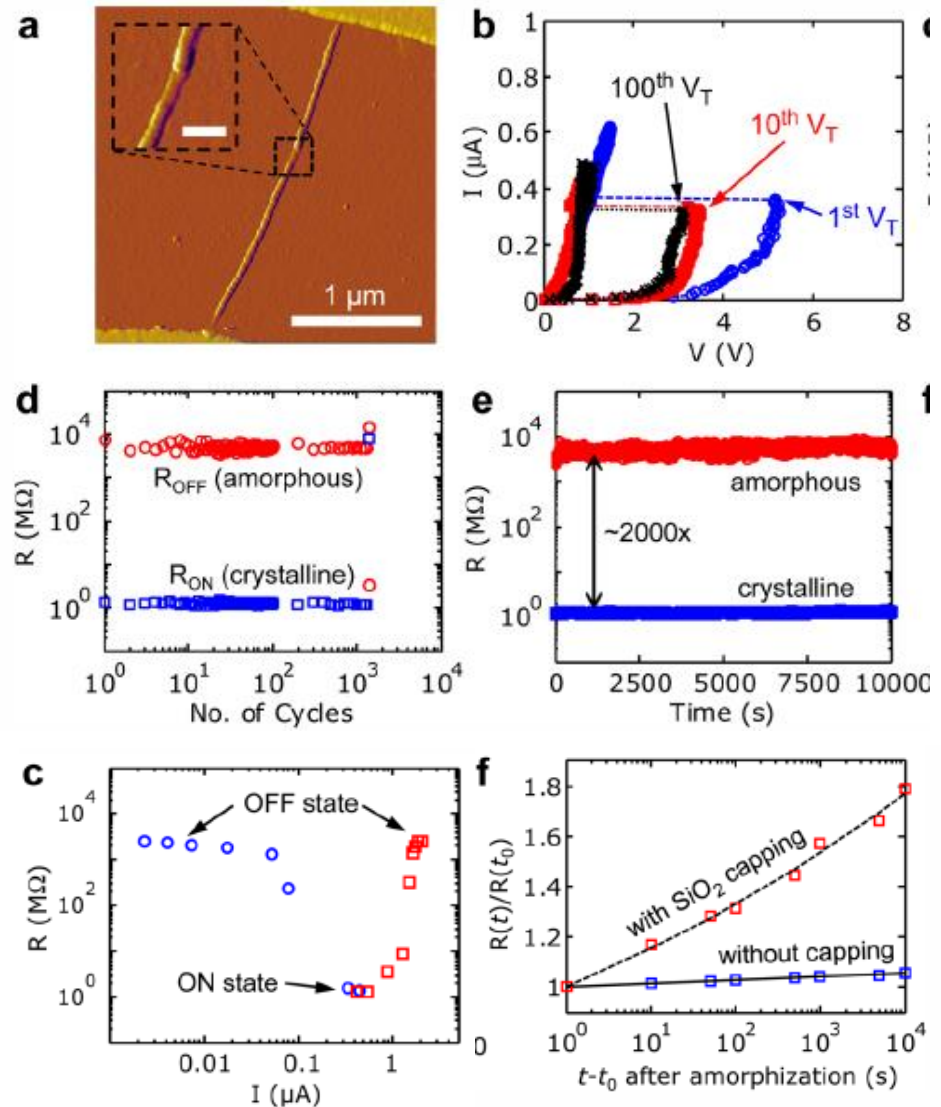 a
1 µm
b
I (µA)
1
0.8
0.6
0.4
0.2
0
100th VT
10th VT
1st VT
0 2 4 6 8
V (V)
d
R (MΩ)
10^4
10^2
10^0
ROFF (amorphous)
RON (crystalline)
10^0 10^1 10^2 10^3 10^4
No. of Cycles
e
R (MΩ)
10^4
10^2
10^0
amorphous
~2000x
crystalline
0 2500 5000 7500 10000
Time (s)
f
c
R (MΩ)
10^4
10^2
10^0
OFF state
ON state
0.01 0.1 1
I (µA)
0
f
R(t)/R(t0)
1.8
1.6
1.4
1.2
1
with SiO2 capping
without capping
10^0 10^1 10^2 10^3 10^4
t-t0 after amorphization (s)